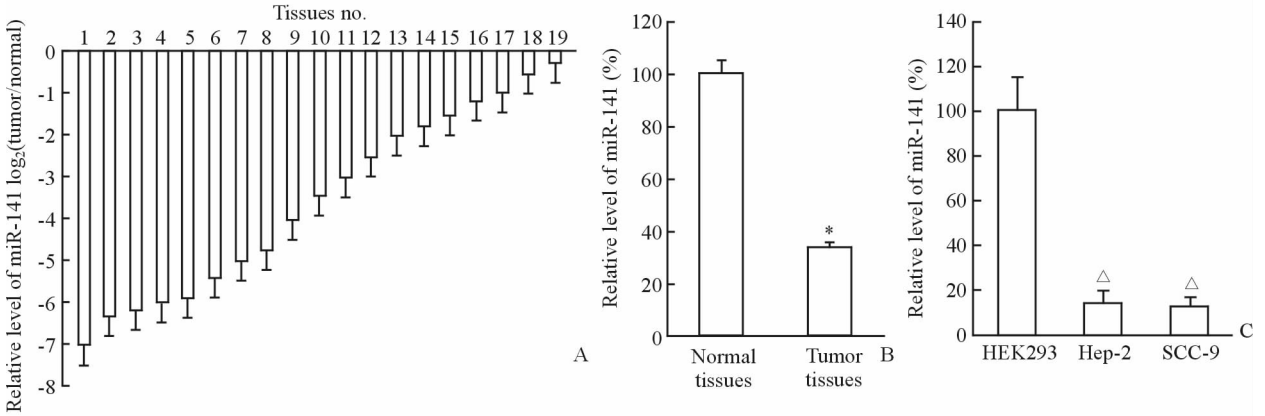 Tissues no.
1 2 3 4 5 6 7 8 9 10 11 12 13 14 15 16 17 18 19
Relative level of miR-141 log₂(tumor/normal)
0
-1
-2
-3
-4
-5
-6
-7
-8
A
Relative level of miR-141 (%)
120
100
80
60
40
20
0
*
Normal tissues
Tumor tissues
B
Relative level of miR-141 (%)
140
120
100
80
60
40
20
0
△ △
HEK293 Hep-2 SCC-9
C